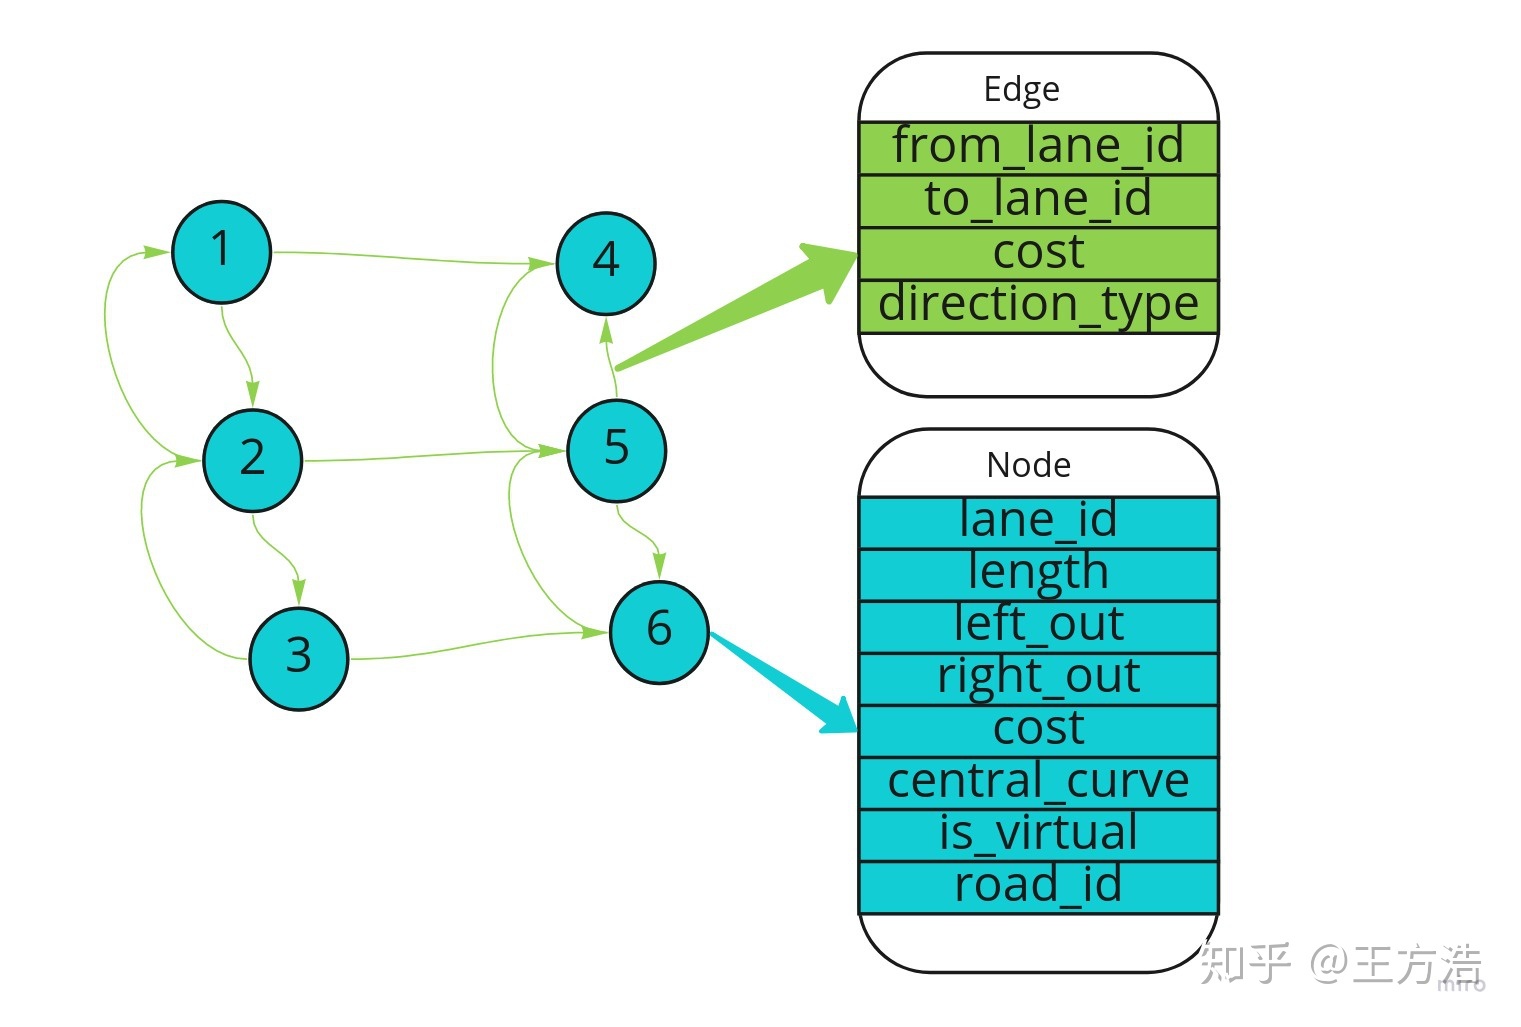 1
4
2
5
3
6
Edge
from_lane_id
to_lane_id
cost
direction_type
Node
lane_id
length
left_out
right_out
cost
central_curve
is_virtual
road_id
知乎 @王方浩
miro